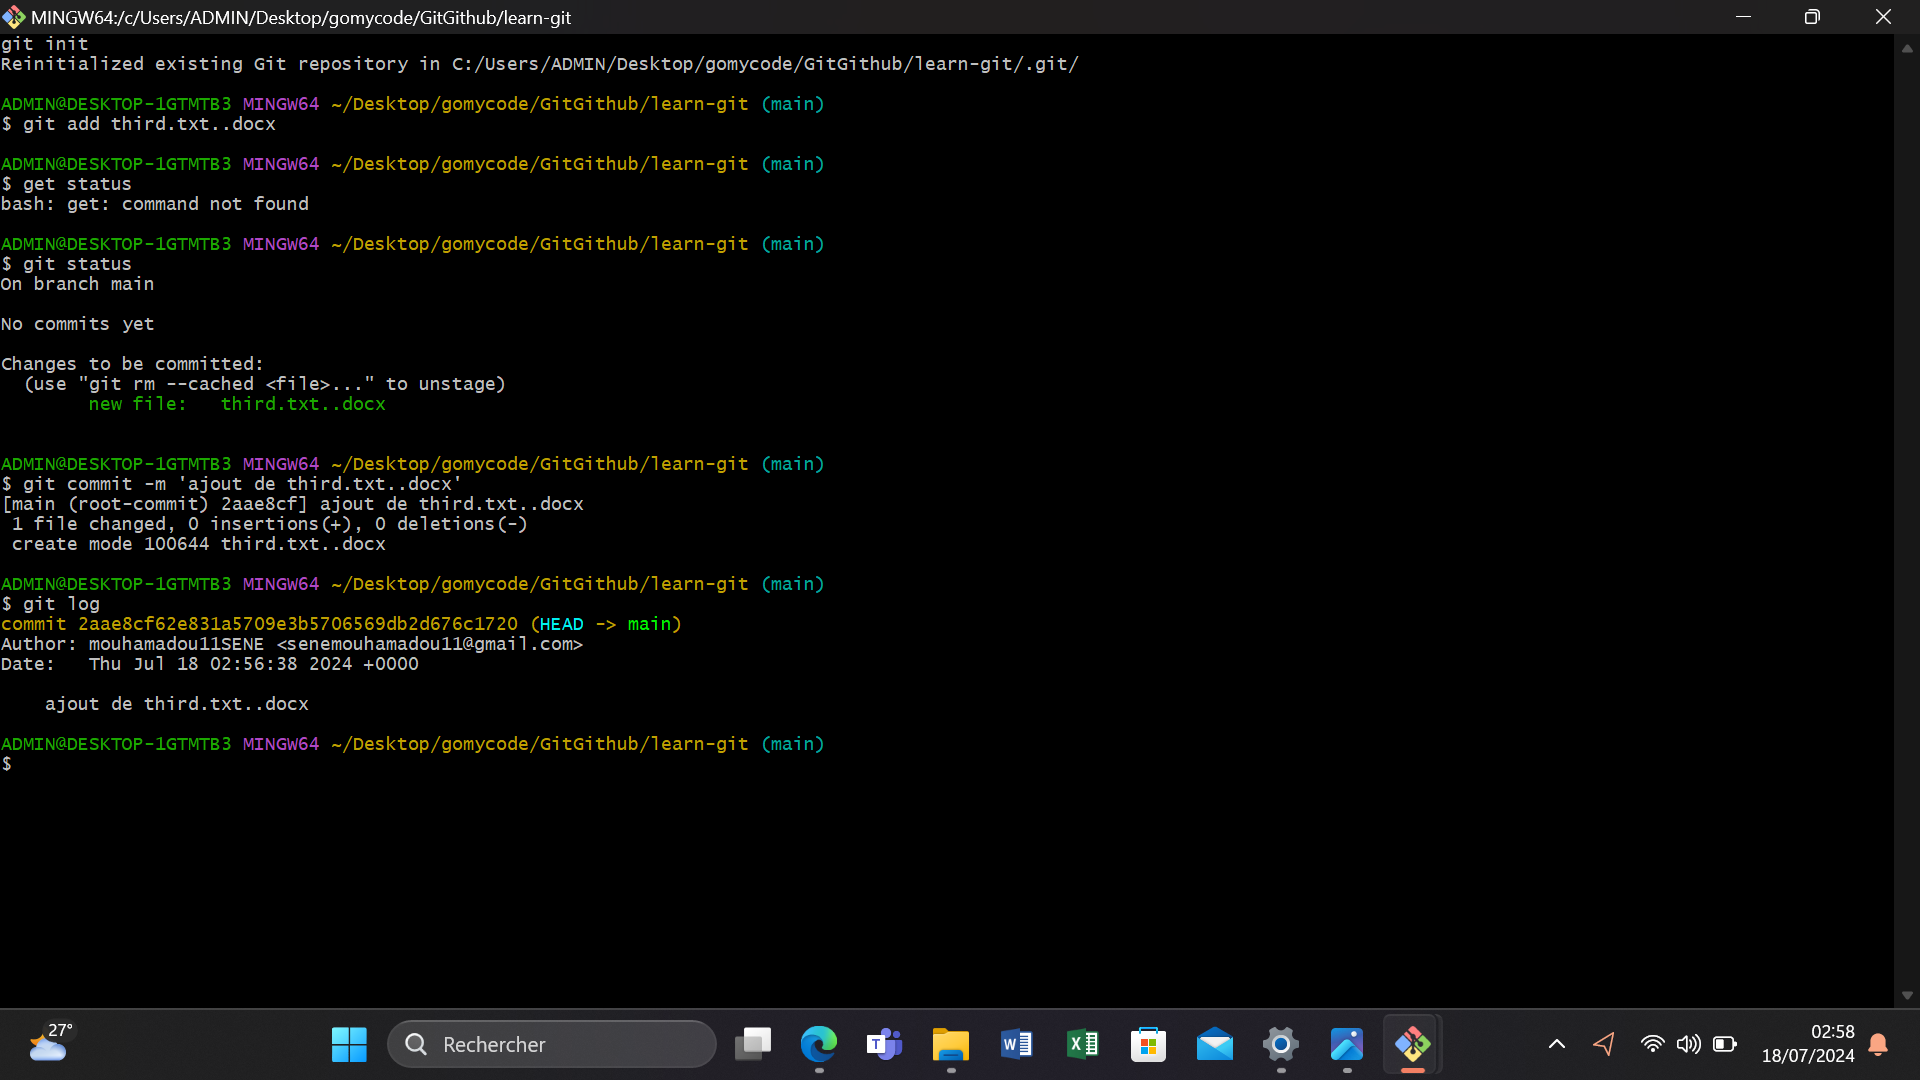 MINGW64:/c/Users/ADMIN/Desktop/gomycode/GitGithub/learn-git
git init
Reinitialized existing Git repository in C:/Users/ADMIN/Desktop/gomycode/GitGithub/learn-git/.git/
ADMIN@DESKTOP-1GTMTB3 MINGW64 ~/Desktop/gomycode/GitGithub/learn-git (main)
$ git add third.txt..docx
ADMIN@DESKTOP-1GTMTB3 MINGW64 ~/Desktop/gomycode/GitGithub/learn-git (main)
$ get status
bash: get: command not found
ADMIN@DESKTOP-1GTMTB3 MINGW64 ~/Desktop/gomycode/GitGithub/learn-git (main)
$ git status
On branch main
No commits yet
Changes to be committed:
  (use "git rm --cached <file>..." to unstage)
        new file:   third.txt..docx
ADMIN@DESKTOP-1GTMTB3 MINGW64 ~/Desktop/gomycode/GitGithub/learn-git (main)
$ git commit -m 'ajout de third.txt..docx'
[main (root-commit) 2aae8cf] ajout de third.txt..docx
 1 file changed, 0 insertions(+), 0 deletions(-)
 create mode 100644 third.txt..docx
ADMIN@DESKTOP-1GTMTB3 MINGW64 ~/Desktop/gomycode/GitGithub/learn-git (main)
$ git log
commit 2aae8cf62e831a5709e3b5706569db2d676c1720 (HEAD -> main)
Author: mouhamadou11SENE <senemouhamadou11@gmail.com>
Date:   Thu Jul 18 02:56:38 2024 +0000
    ajout de third.txt..docx
ADMIN@DESKTOP-1GTMTB3 MINGW64 ~/Desktop/gomycode/GitGithub/learn-git (main)
$
27°
Rechercher
02:58
18/07/2024